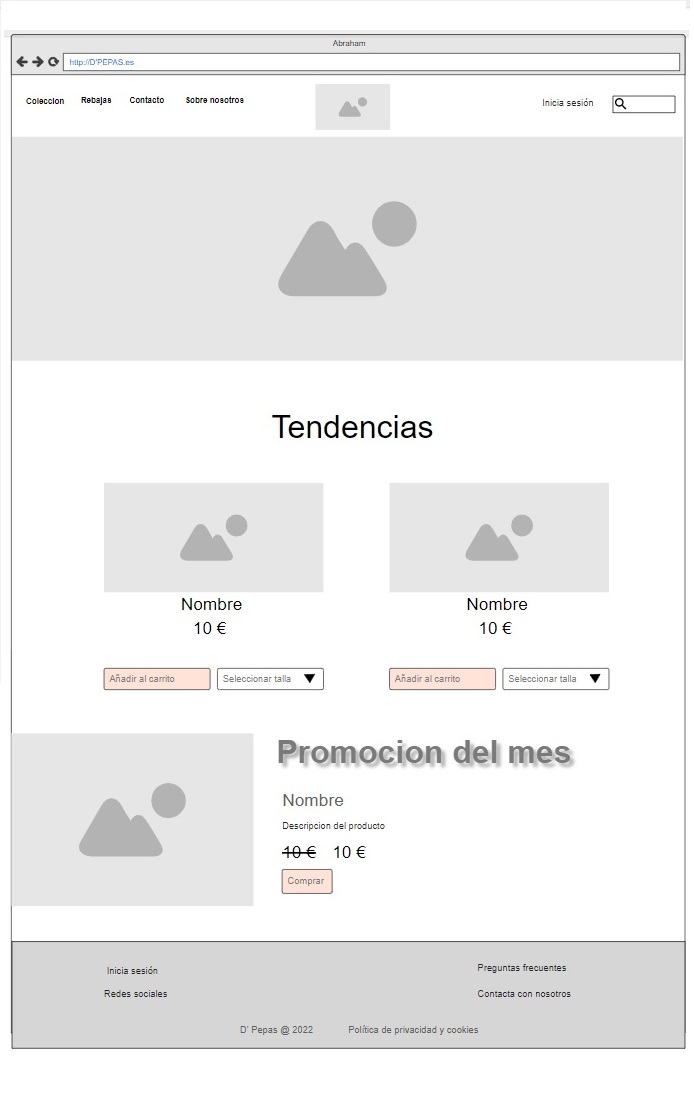 Abraham
http://D'PEPAS.es
Coleccion Rebajas Contacto Sobre nosotros Inicia sesión
Tendencias
Nombre Nombre
10 € 10 €
Añadir al carrito Seleccionar talla Añadir al carrito Seleccionar talla
Promocion del mes
Nombre
Descripcion del producto
10 € 10 €
Comprar
Inicia sesión Preguntas frecuentes
Redes sociales Contacta con nosotros
D' Pepas @ 2022 Política de privacidad y cookies